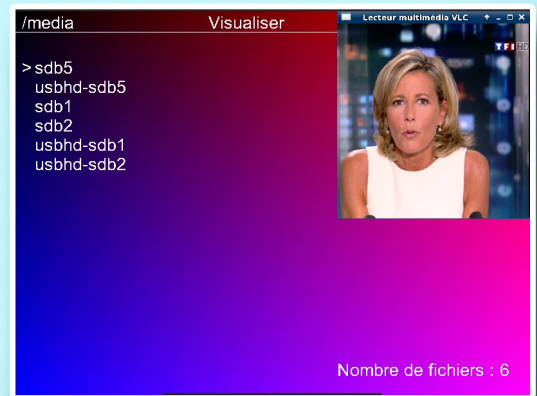 /media
Visualiser
Lecteur multimédia VLC
TF1 HD
> sdb5
usbhd-sdb5
sdb1
sdb2
usbhd-sdb1
usbhd-sdb2
Nombre de fichiers : 6